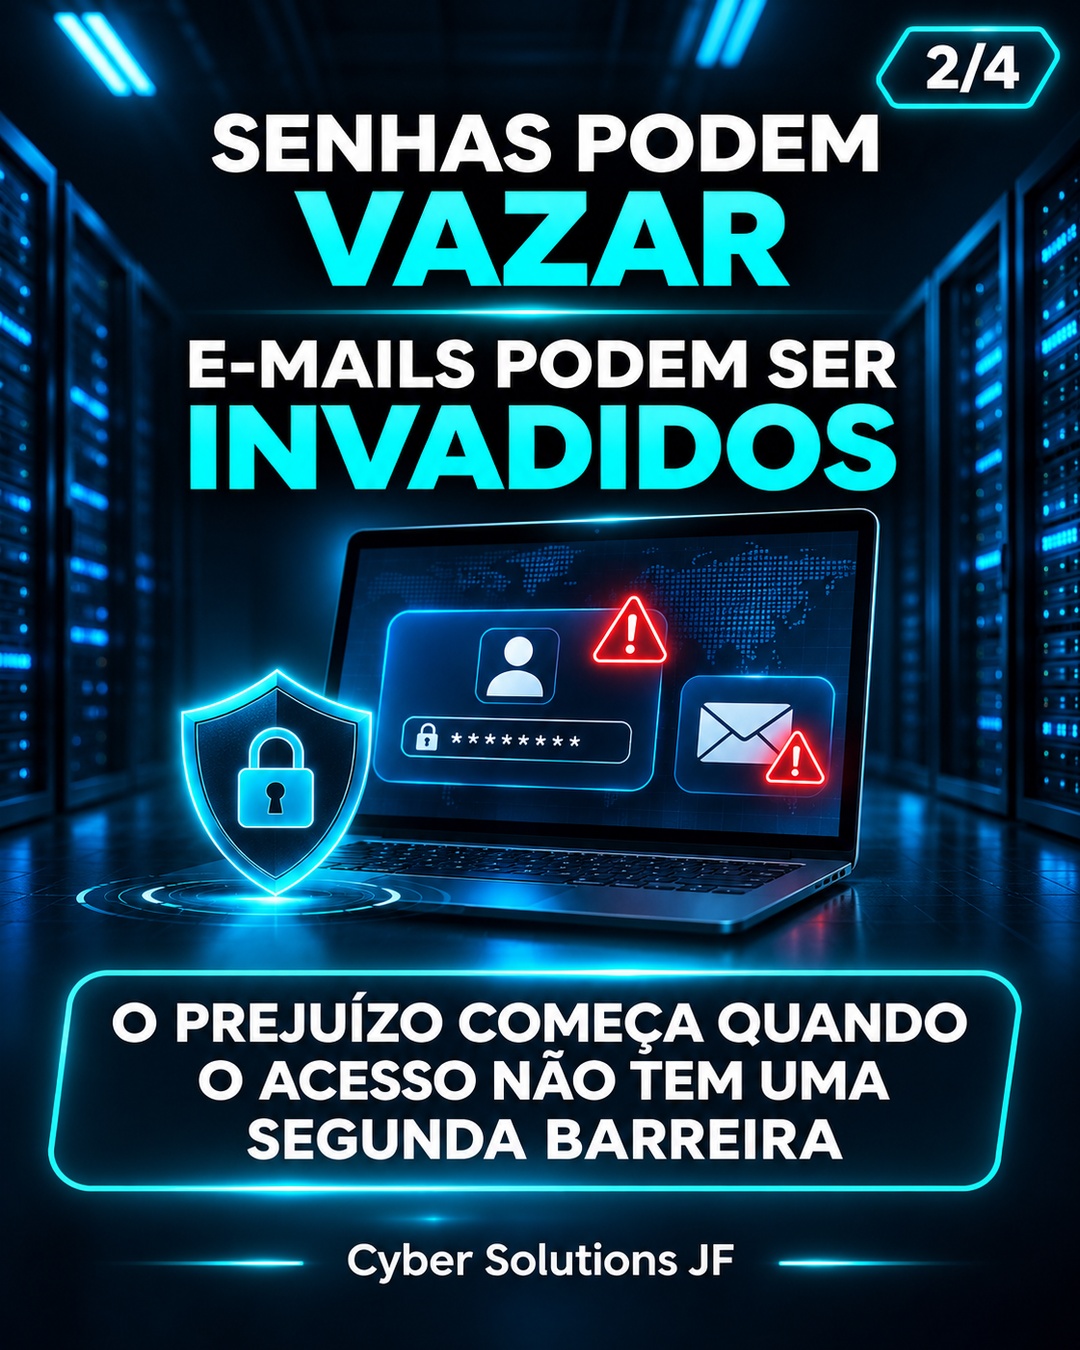 2/4
SENHAS PODEM
VAZAR
E-MAILS PODEM SER
INVADIDOS
********
O PREJUÍZO COMEÇA QUANDO
O ACESSO NÃO TEM UMA
SEGUNDA BARREIRA
Cyber Solutions JF